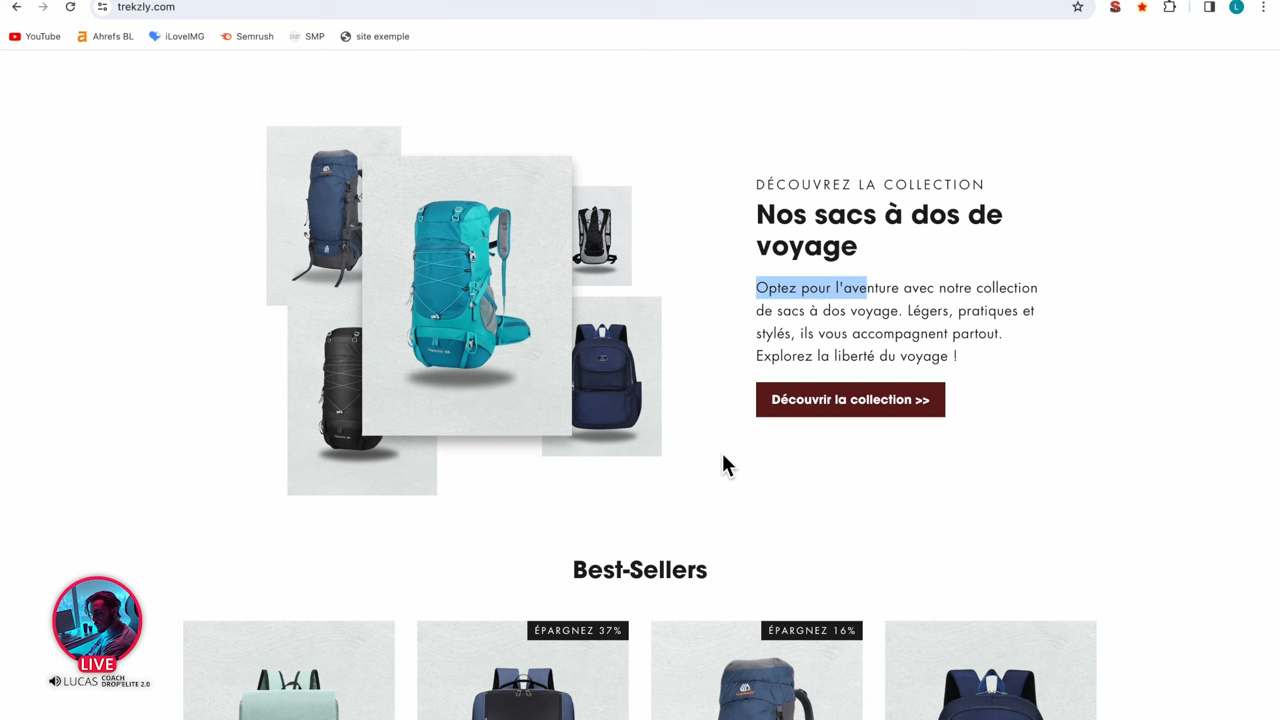 trekzly.com
YouTube
Ahrefs BL
iLoveIMG
Semrush
SMP
site exemple
L
DÉCOUVREZ LA COLLECTION
Nos sacs à dos de
voyage
Optez pour l'aventure avec notre collection
de sacs à dos voyage. Légers, pratiques et
stylés, ils vous accompagnent partout.
Explorez la liberté du voyage !
Découvrir la collection >>
Best-Sellers
ÉPARGNEZ 37%
ÉPARGNEZ 16%
LIVE
LUCAS COACH
DROP'ELITE 2.0